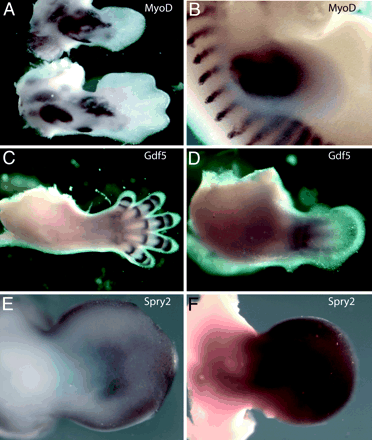 A MyoD
B MyoD
C Gdf5
D Gdf5
E Spry2
F Spry2